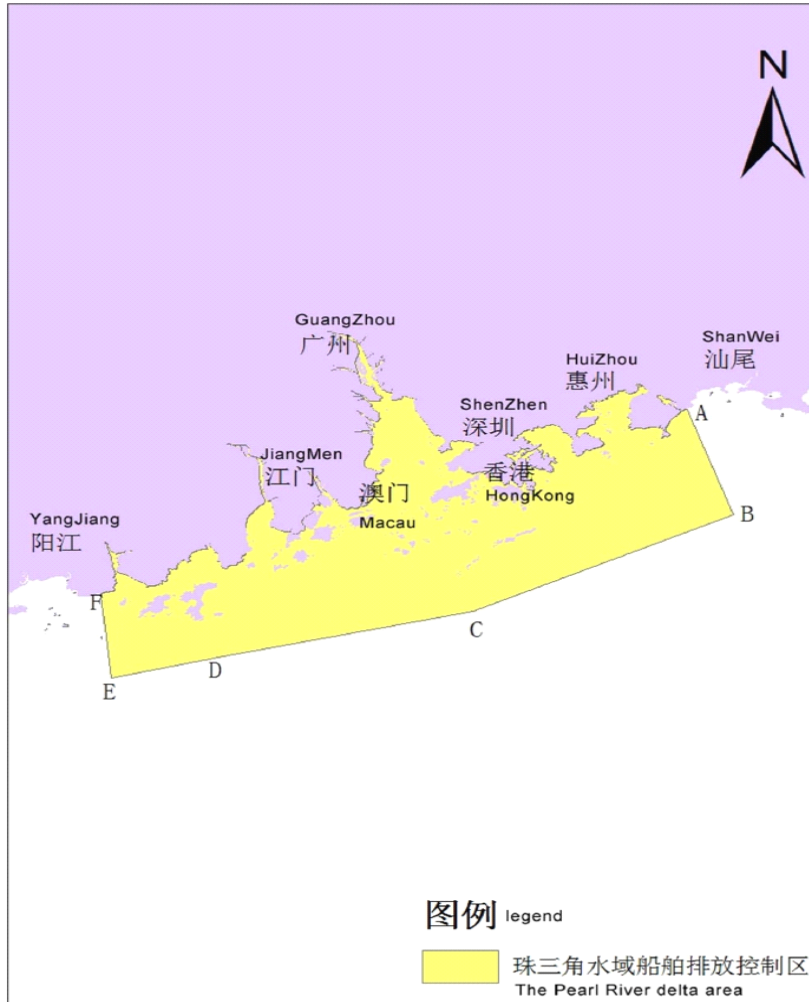 N
GuangZhou
广州
ShanWei
汕尾
HuiZhou
惠州
ShenZhen
深圳
A
JiangMen
江门
澳门
Macau
香港
HongKong
B
YangJiang
阳江
F
C
D
E
图例 legend
珠三角水域船舶排放控制区
The Pearl River delta area